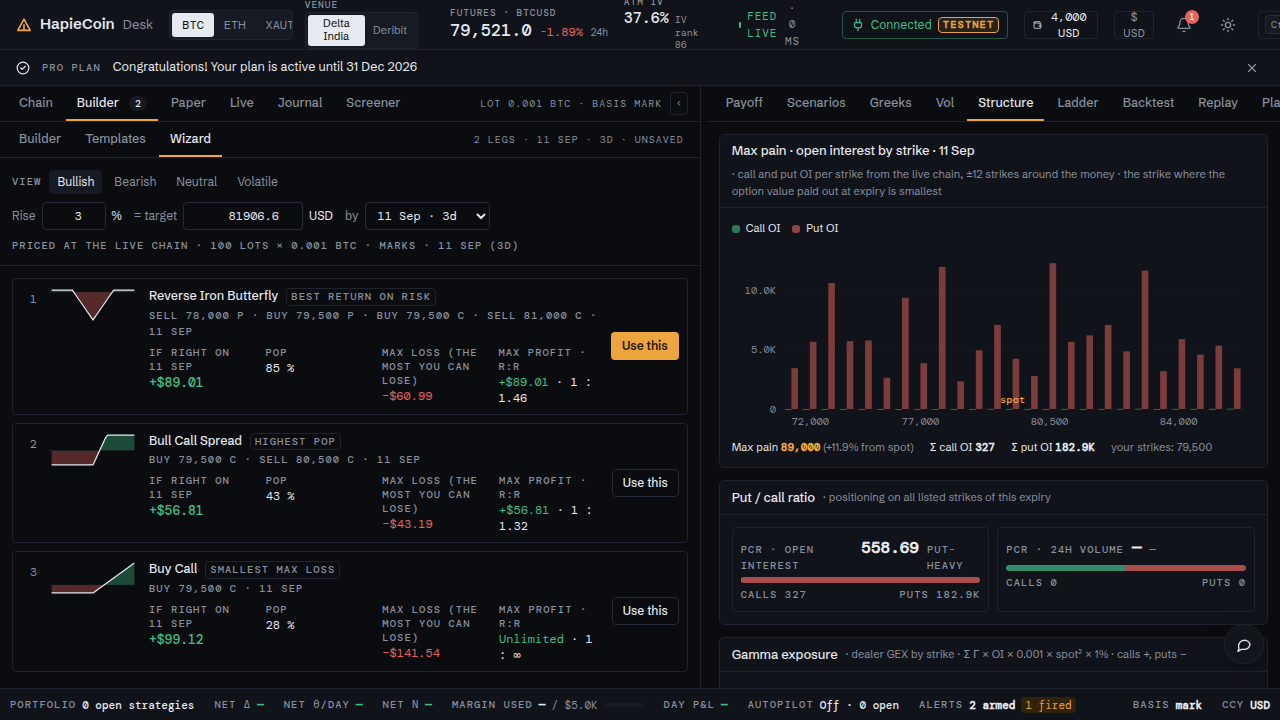 HapieCoin Desk
BTC ETH XAUT
VENUE
Delta India
Deribit
FUTURES · BTCUSD
79,521.0 -1.89% 24h
ATM IV
37.6% IV rank 86
FEED LIVE
· 0 MS
Connected TESTNET
4,000 USD
$ USD
1
PRO PLAN Congratulations! Your plan is active until 31 Dec 2026
Chain Builder 2 Paper Live Journal Screener LOT 0.001 BTC · BASIS MARK ‹
Builder Templates Wizard 2 LEGS · 11 SEP · 3D · UNSAVED
VIEW Bullish Bearish Neutral Volatile
Rise 3 % = target 81906.6 USD by 11 Sep · 3d
PRICED AT THE LIVE CHAIN · 100 LOTS × 0.001 BTC · MARKS · 11 SEP (3D)
1 Reverse Iron Butterfly BEST RETURN ON RISK
SELL 78,000 P · BUY 79,500 P · BUY 79,500 C · SELL 81,000 C ·
11 SEP
IF RIGHT ON 11 SEP
+$89.01
POP
85 %
MAX LOSS (THE MOST YOU CAN LOSE)
−$60.99
MAX PROFIT · R:R
+$89.01 · 1 : 1.46
Use this
2 Bull Call Spread HIGHEST POP
BUY 79,500 C · SELL 80,500 C · 11 SEP
IF RIGHT ON 11 SEP
+$56.81
POP
43 %
MAX LOSS (THE MOST YOU CAN LOSE)
−$43.19
MAX PROFIT · R:R
+$56.81 · 1 : 1.32
Use this
3 Buy Call SMALLEST MAX LOSS
BUY 79,500 C · 11 SEP
IF RIGHT ON 11 SEP
+$99.12
POP
28 %
MAX LOSS (THE MOST YOU CAN LOSE)
−$141.54
MAX PROFIT · R:R
Unlimited · 1 : ∞
Use this
Payoff Scenarios Greeks Vol Structure Ladder Backtest Replay
Max pain · open interest by strike · 11 Sep
· call and put OI per strike from the live chain, ±12 strikes around the money · the strike where the
option value paid out at expiry is smallest
Call OI Put OI
10.0K
5.0K
0
spot
72,000 77,000 80,500 84,000
Max pain 89,000 (+11.9% from spot) Σ call OI 327 Σ put OI 182.9K your strikes: 79,500
Put / call ratio · positioning on all listed strikes of this expiry
PCR · OPEN INTEREST 558.69 PUT-HEAVY
CALLS 327 PUTS 182.9K
PCR · 24H VOLUME — —
CALLS 0 PUTS 0
Gamma exposure · dealer GEX by strike · Σ Γ × OI × 0.001 × spot² × 1% · calls +, puts −
PORTFOLIO 0 open strategies NET Δ — NET Θ/DAY — NET N — MARGIN USED — / $5.0K DAY P&L — AUTOPILOT Off · 0 open ALERTS 2 armed 1 fired BASIS mark CCY USD